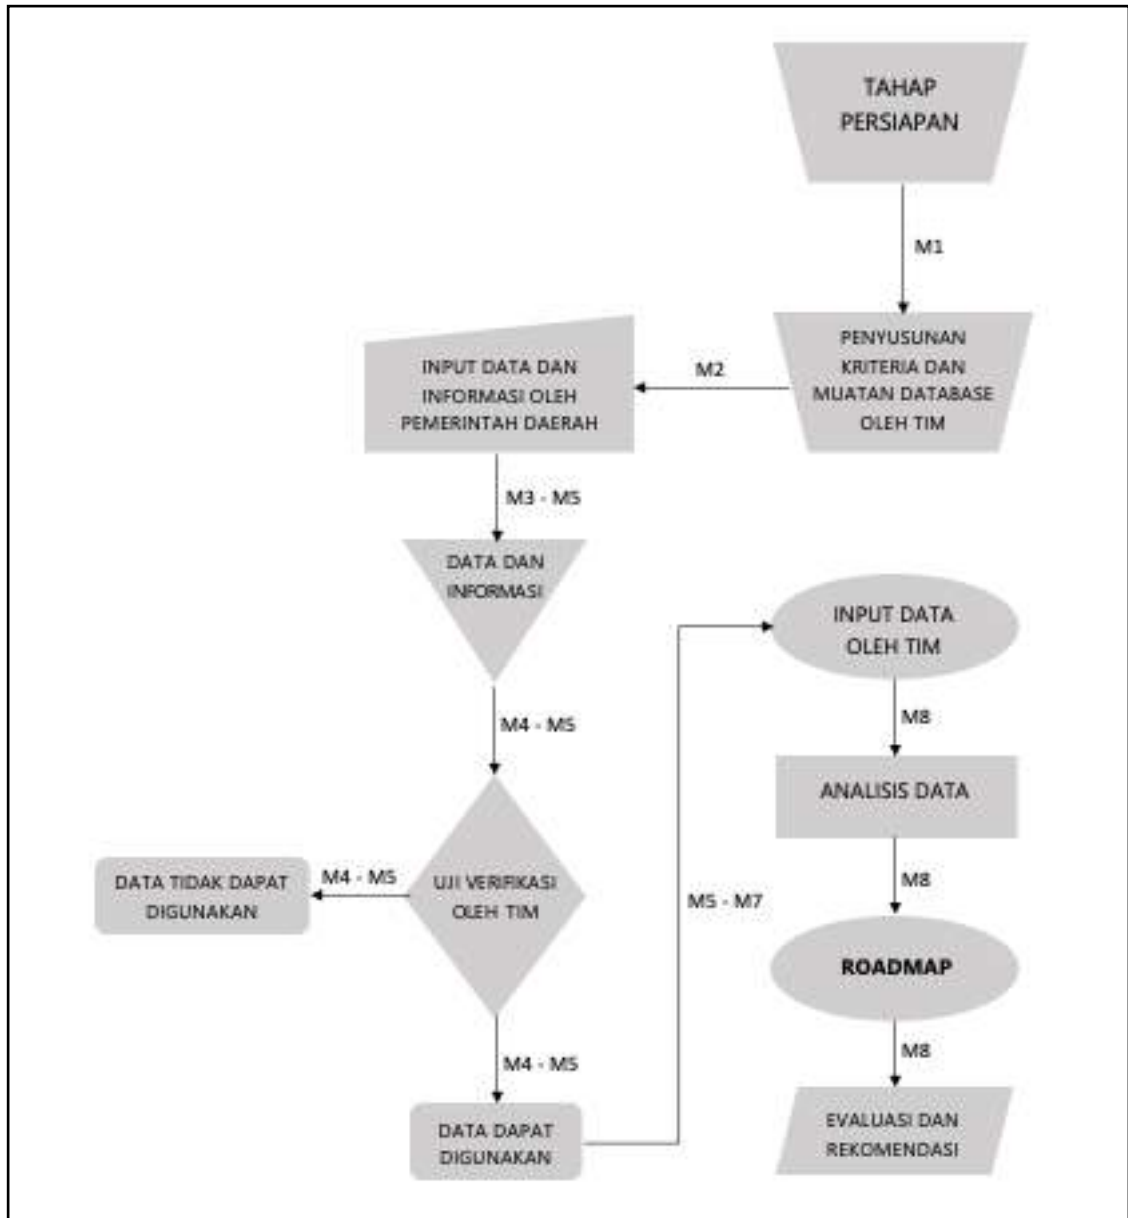 TAHAP
PERSIAPAN
M1
PENYUSUNAN
KRITERIA DAN
MUATAN DATABASE
OLEH TIM
M2
INPUT DATA DAN
INFORMASI OLEH
PEMERINTAH DAERAH
M3 - M5
DATA DAN
INFORMASI
M4 - M5
UJI VERIFIKASI
OLEH TIM
M4 - M5
DATA TIDAK DAPAT
DIGUNAKAN
M4 - M5
DATA DAPAT
DIGUNAKAN
M5 - M7
INPUT DATA
OLEH TIM
M8
ANALISIS DATA
M8
ROADMAP
M8
EVALUASI DAN
REKOMENDASI